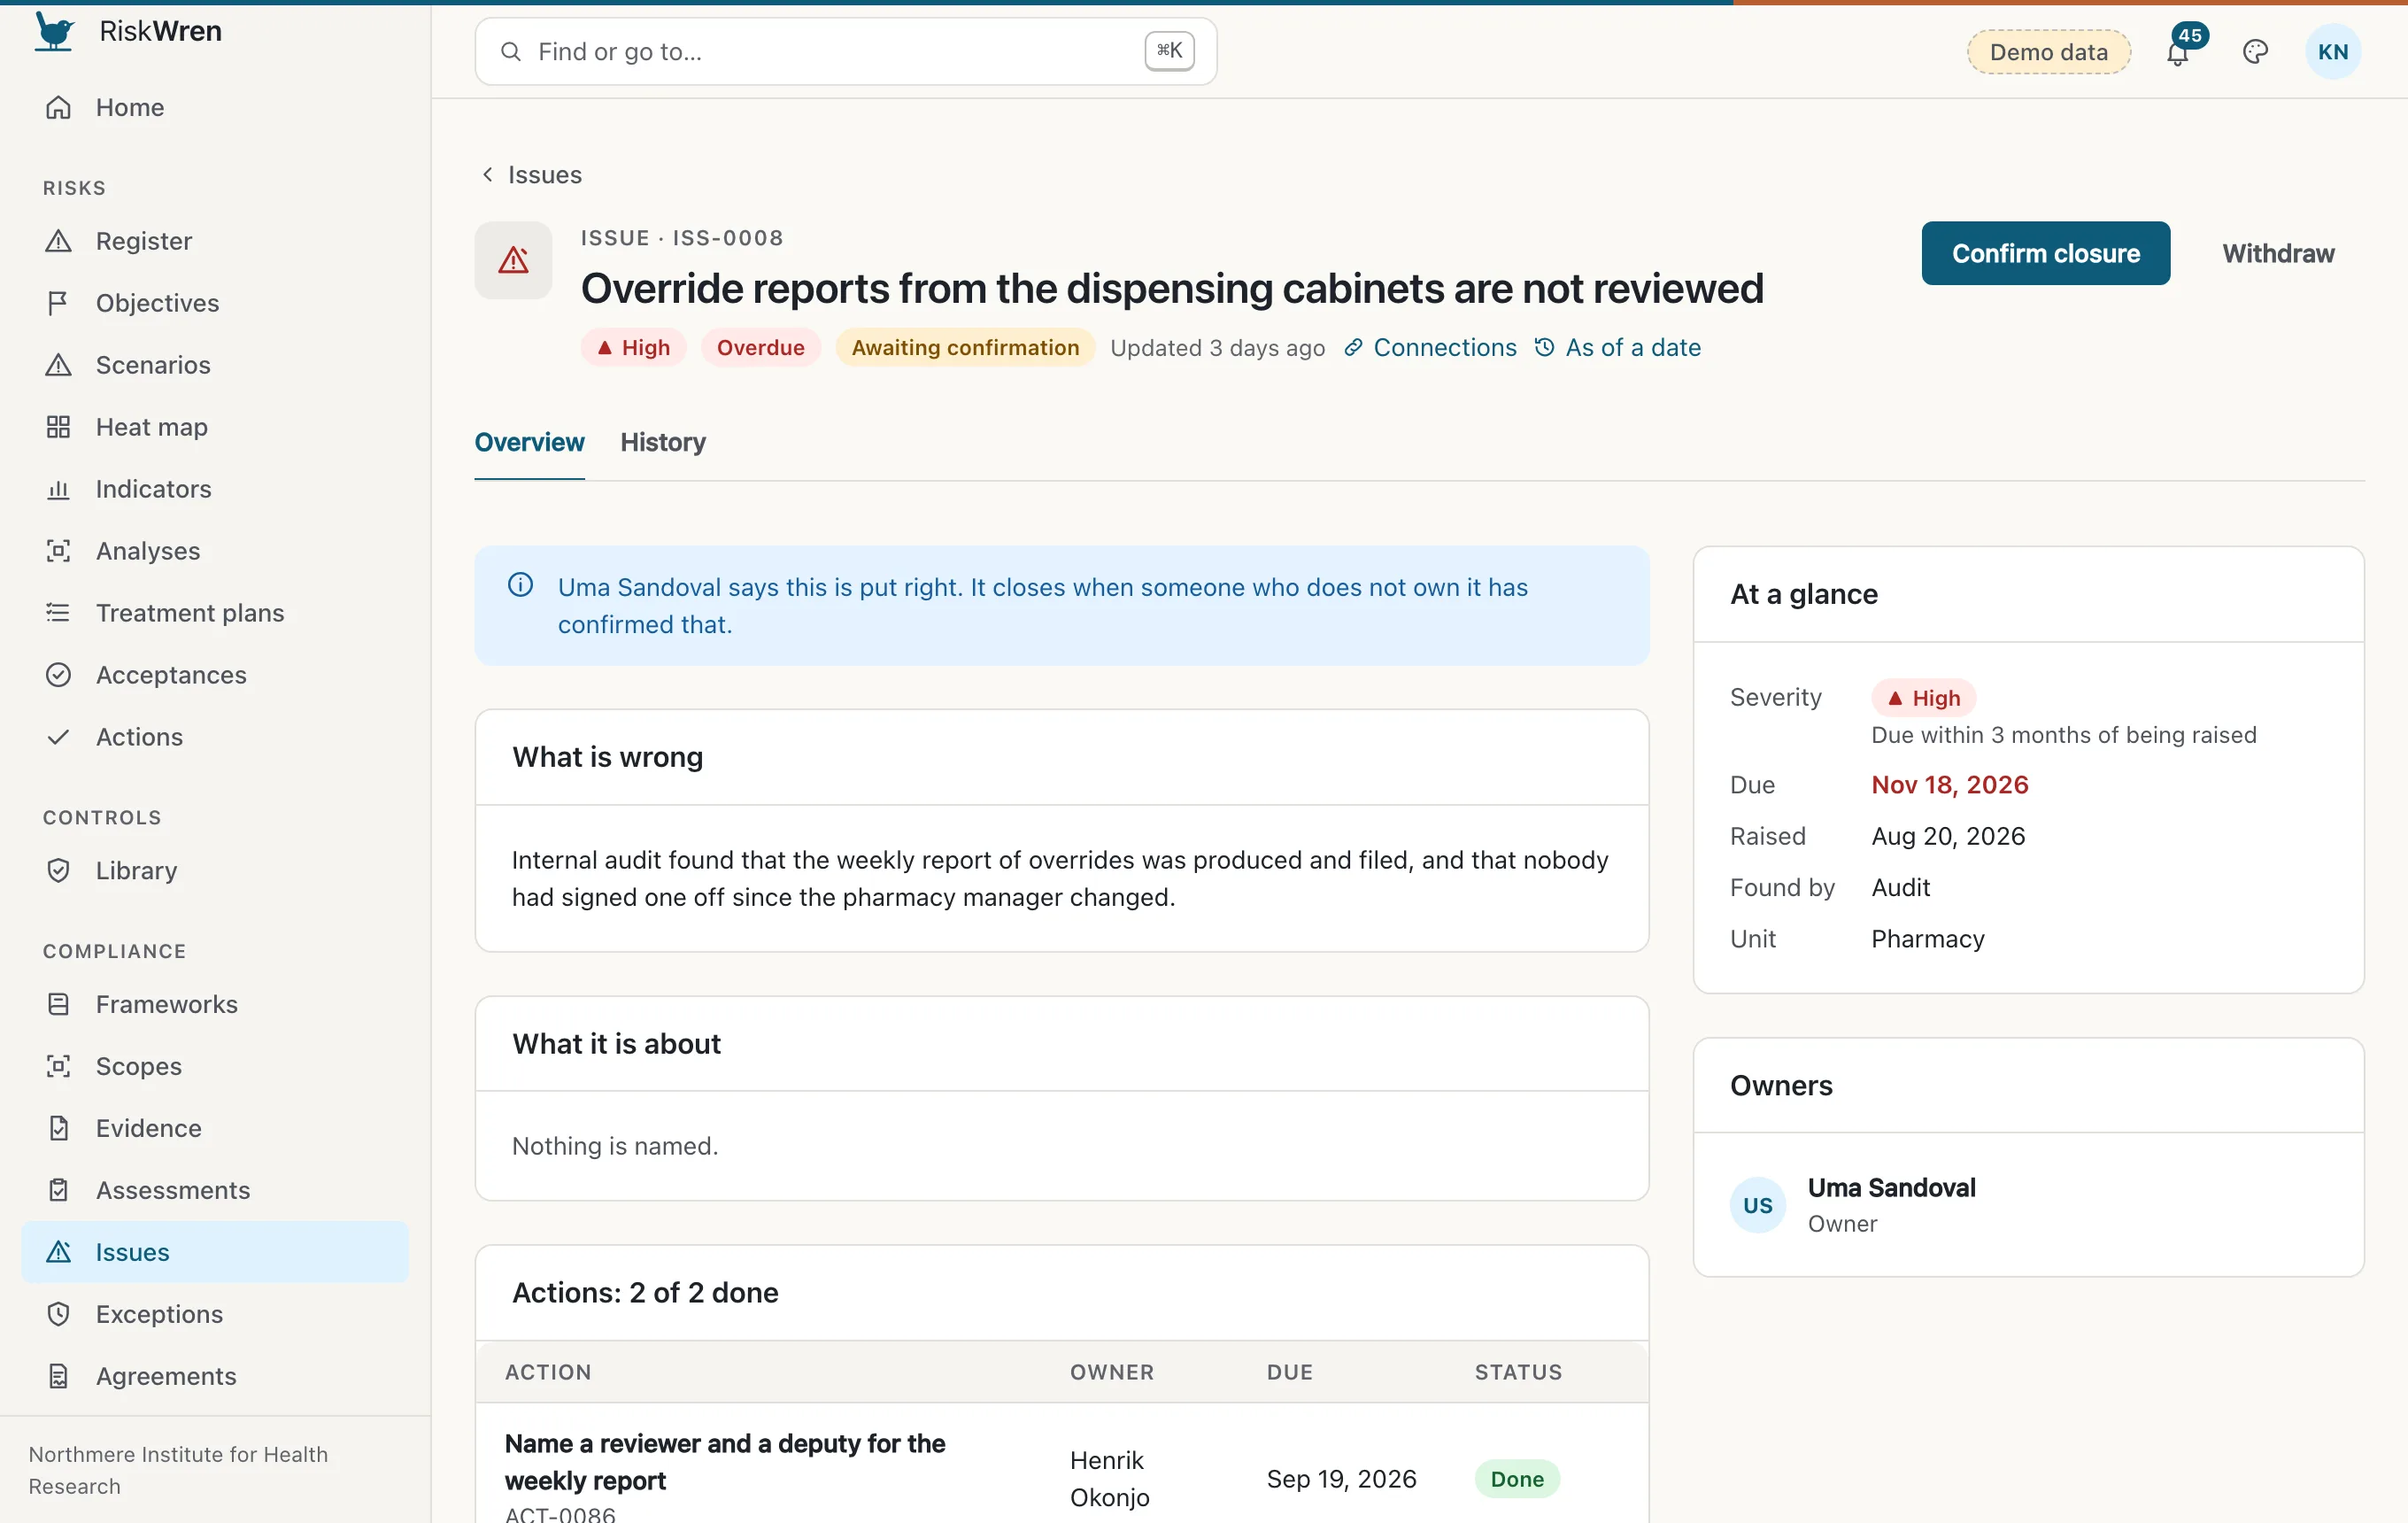 RiskWren
Find or go to...
⌘K
Demo data
45
KN
Home
RISKS
Register
Objectives
Scenarios
Heat map
Indicators
Analyses
Treatment plans
Acceptances
Actions
CONTROLS
Library
COMPLIANCE
Frameworks
Scopes
Evidence
Assessments
Issues
Exceptions
Agreements
Northmere Institute for Health
Research
Issues
ISSUE · ISS-0008
Override reports from the dispensing cabinets are not reviewed
High
Overdue
Awaiting confirmation
Updated 3 days ago
Connections
As of a date
Confirm closure
Withdraw
Overview
History
Uma Sandoval says this is put right. It closes when someone who does not own it has
confirmed that.
What is wrong
Internal audit found that the weekly report of overrides was produced and filed, and that nobody
had signed one off since the pharmacy manager changed.
What it is about
Nothing is named.
Actions: 2 of 2 done
ACTION OWNER DUE STATUS
Name a reviewer and a deputy for the
weekly report
ACT-0086
Henrik
Okonjo
Sep 19, 2026
Done
At a glance
Severity High
Due within 3 months of being raised
Due Nov 18, 2026
Raised Aug 20, 2026
Found by Audit
Unit Pharmacy
Owners
US
Uma Sandoval
Owner